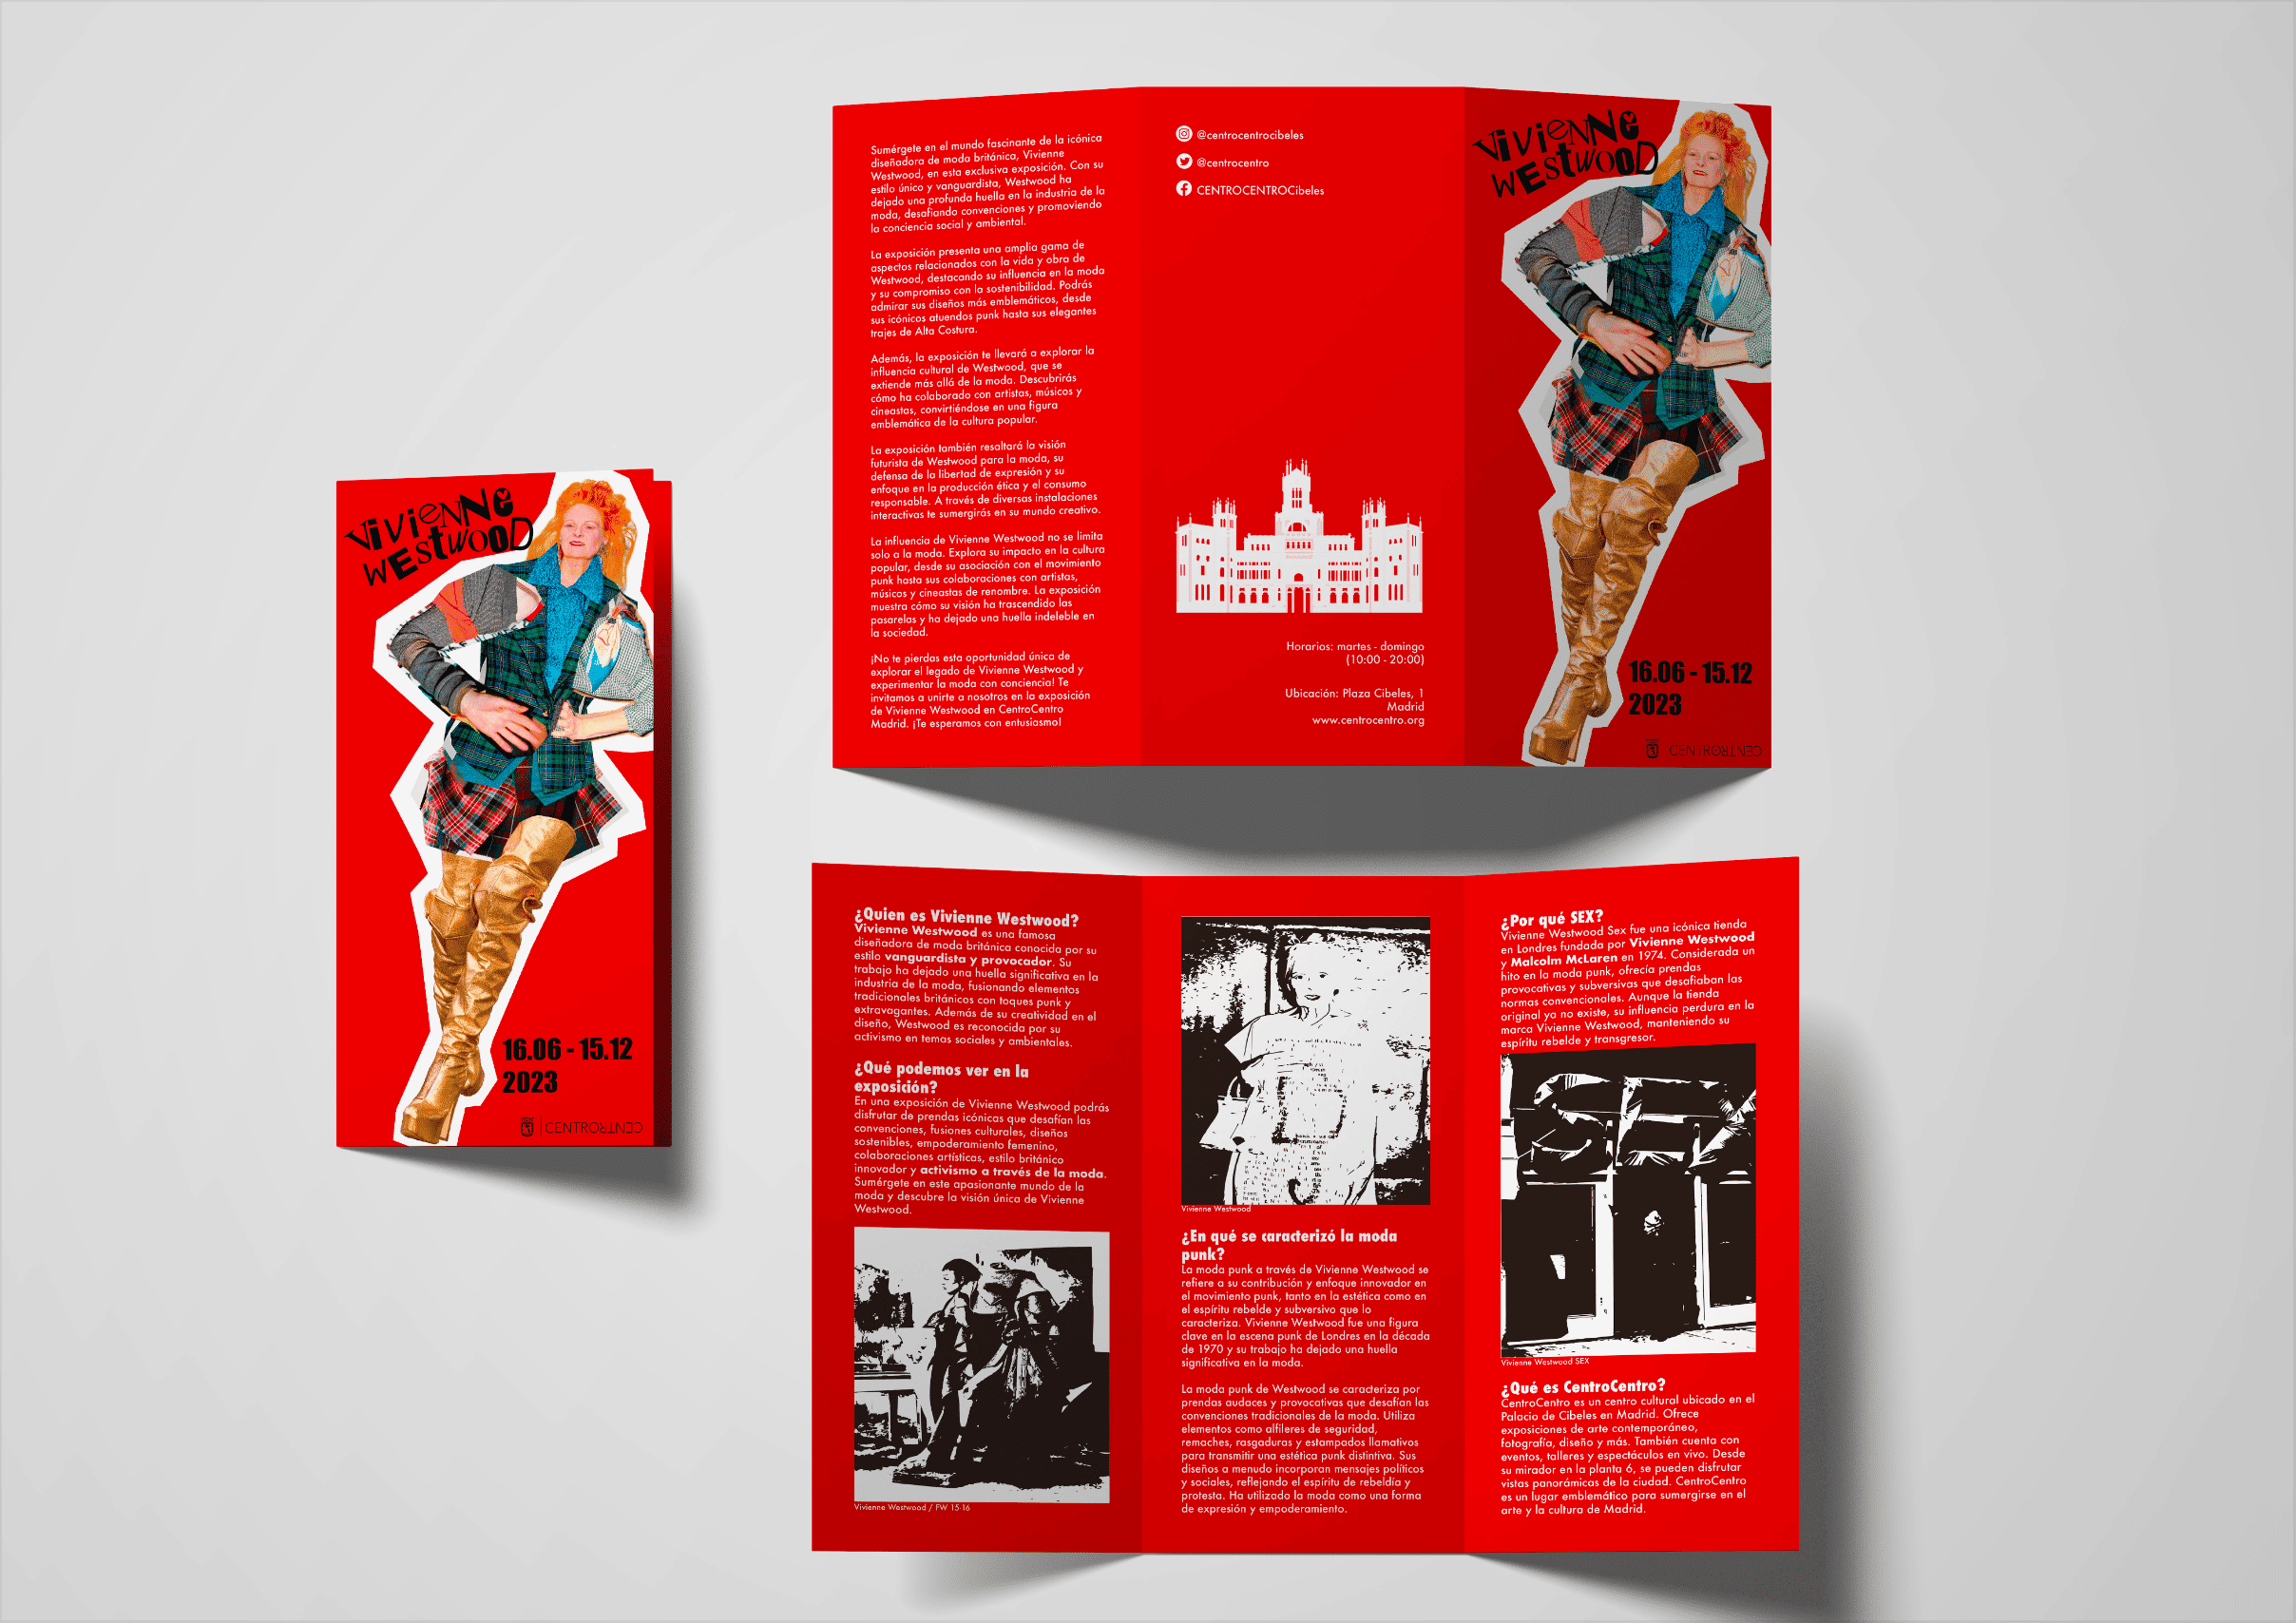 VIVIENNE
WESTWOOD
16.06 - 15.12
2023
CENTROCENTRO
Sumérgete en el mundo fascinante de la icónica
diseñadora de moda británica, Vivienne
Westwood, en esta exclusiva exposición. Con su
estilo único y vanguardista, Westwood ha
dejado una profunda huella en la industria de la
moda, desafiando convenciones y promoviendo
la conciencia social y ambiental.
La exposición presenta una amplia gama de
aspectos relacionados con la vida y obra de
Westwood, destacando su influencia en la moda
y su compromiso con la sostenibilidad. Podrás
admirar sus diseños más emblemáticos, desde
sus icónicos atuendos punk hasta sus elegantes
trajes de Alta Costura.
Además, la exposición te llevará a explorar la
influencia cultural de Westwood, que se
extiende más allá de la moda. Descubrirás
cómo ha colaborado con artistas, músicos y
cineastas, convirtiéndose en una figura
emblemática de la cultura popular.
La exposición también resaltará la visión
futurista de Westwood para la moda, su
defensa de la libertad de expresión y su
enfoque en la producción ética y el consumo
responsable. A través de diversas instalaciones
interactivas te sumergirás en su mundo creativo.
La influencia de Vivienne Westwood no se limita
solo a la moda. Explora su impacto en la cultura
popular, desde su asociación con el movimiento
punk hasta sus colaboraciones con artistas,
músicos y cineastas de renombre. La exposición
muestra cómo su visión ha trascendido las
pasarelas y ha dejado una huella indeleble en
la sociedad.
¡No te pierdas esta oportunidad única de
explorar el legado de Vivienne Westwood y
experimentar la moda con conciencia! Te
invitamos a unirte a nosotros en la exposición
de Vivienne Westwood en CentroCentro
Madrid. ¡Te esperamos con entusiasmo!
@centrocentrocibeles
@centrocentro
CENTROCENTROCibeles
Horarios: martes - domingo
(10:00 - 20:00)
Ubicación: Plaza Cibeles, 1
Madrid
www.centrocentro.org
VIVIENNE
WESTWOOD
16.06 - 15.12
2023
CENTROCENTRO
¿Quien es Vivienne Westwood?
Vivienne Westwood es una famosa
diseñadora de moda británica conocida por su
estilo vanguardista y provocador. Su
trabajo ha dejado una huella significativa en la
industria de la moda, fusionando elementos
tradicionales británicos con toques punk y
extravagantes. Además de su creatividad en el
diseño, Westwood es reconocida por su
activismo en temas sociales y ambientales.
¿Qué podemos ver en la
exposición?
En una exposición de Vivienne Westwood podrás
disfrutar de prendas icónicas que desafían las
convenciones, fusiones culturales, diseños
sostenibles, empoderamiento femenino,
colaboraciones artísticas, estilo británico
innovador y activismo a través de la moda.
Sumérgete en este apasionante mundo de la
moda y descubre la visión única de Vivienne
Westwood.
Vivienne Westwood / FW 15-16
Vivienne Westwood
¿En qué se caracterizó la moda
punk?
La moda punk a través de Vivienne Westwood se
refiere a su contribución y enfoque innovador en
el movimiento punk, tanto en la estética como en
el espíritu rebelde y subversivo que lo
caracteriza. Vivienne Westwood fue una figura
clave en la escena punk de Londres en la década
de 1970 y su trabajo ha dejado una huella
significativa en la moda.
La moda punk de Westwood se caracteriza por
prendas audaces y provocativas que desafían las
convenciones tradicionales de la moda. Utiliza
elementos como alfileres de seguridad,
remaches, rasgaduras y estampados llamativos
para transmitir una estética punk distintiva. Sus
diseños a menudo incorporan mensajes políticos
y sociales, reflejando el espíritu de rebeldía y
protesta. Ha utilizado la moda como una forma
de expresión y empoderamiento.
¿Por qué SEX?
Vivienne Westwood Sex fue una icónica tienda
en Londres fundada por Vivienne Westwood
y Malcolm McLaren en 1974. Considerada un
hito en la moda punk, ofrecía prendas
provocativas y subversivas que desafiaban las
normas convencionales. Aunque la tienda
original ya no existe, su influencia perdura en la
marca Vivienne Westwood, manteniendo su
espíritu rebelde y transgresor.
Vivienne Westwood SEX
¿Qué es CentroCentro?
CentroCentro es un centro cultural ubicado en el
Palacio de Cibeles en Madrid. Ofrece
exposiciones de arte contemporáneo,
fotografía, diseño y más. También cuenta con
eventos, talleres y espectáculos en vivo. Desde
su mirador en la planta 6, se pueden disfrutar
vistas panorámicas de la ciudad. CentroCentro
es un lugar emblemático para sumergirse en el
arte y la cultura de Madrid.